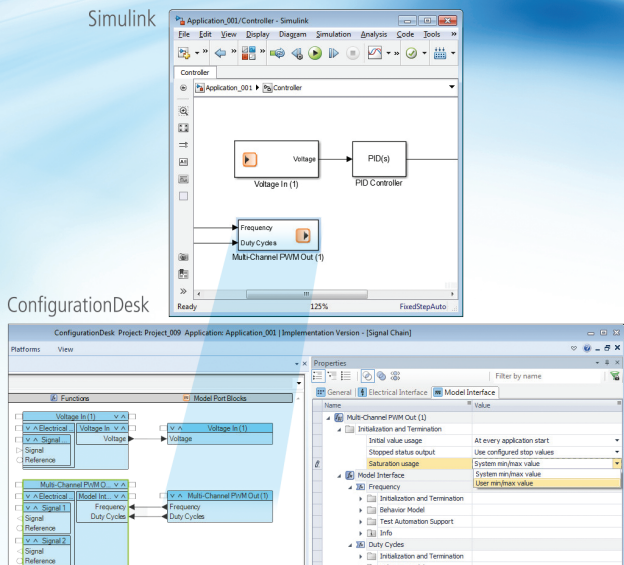 Simulink
Application_001/Controller - Simulink
File Edit View Display Diagram Simulation Analysis Code Tools »
Controller
Application_001 Controller
Voltage
PID(s)
Voltage In (1)
PID Controller
Frequency
Duty Cycles
Multi-Channel PWM Out (1)
Ready 125% FixedStepAuto
ConfigurationDesk
ConfigurationDesk Project: Project_009 Application: Application_001 | Implementation Version - [Signal Chain]
Platforms View
Functions Model Port Blocks
Voltage In (1)
Electrical... Voltage In
Signal ... Voltage
Signal
Reference
Voltage In (1)
Voltage
Multi-Channel PWM O...
Electrical... Model Int...
Signal 1 Frequency
Signal Duty Cycles
Reference
Signal 2
Signal
Reference
Multi-Channel PWM Out (1)
Frequency
Duty Cycles
Properties
Filter by name
General Electrical Interface Model Interface
Name Value
Multi-Channel PWM Out (1)
Initialization and Termination
Initial value usage At every application start
Stopped status output Use configured stop values
Saturation usage System min/max value
Model Interface System min/max value
Frequency User min/max value
Initialization and Termination
Behavior Model
Test Automation Support
Info
Duty Cycles
Initialization and Termination